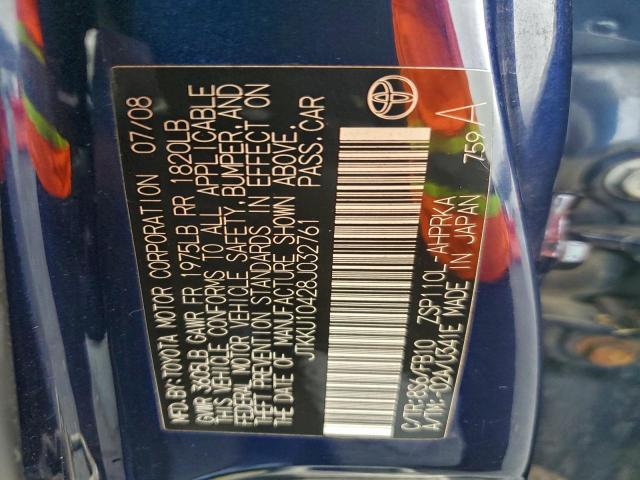 MFD. BY: TOYOTA MOTOR CORPORATION 07/08
GVWR 3605LB GAWR FR 1975LB RR 1820LB
THIS VEHICLE CONFORMS TO ALL APPLICABLE
FEDERAL MOTOR VEHICLE SAFETY, BUMPER, AND
THEFT PREVENTION STANDARDS IN EFFECT ON
THE DATE OF MANUFACTURE SHOWN ABOVE.
JTKKU10428J032761 PASS. CAR
C/TR: 8S6/FB10 ZSP110L-AHPRKA
A/TM: -02A/U341E MADE IN JAPAN 759 A